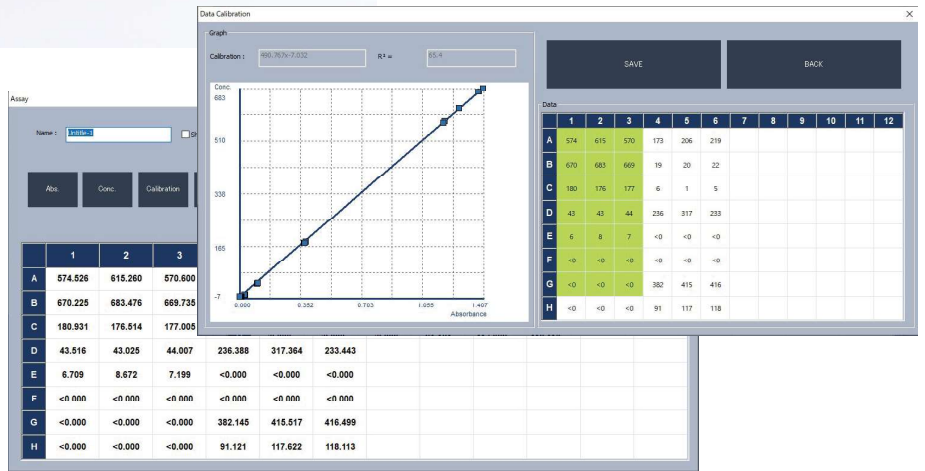 Data Calibration
Graph
Calibration : 490.767x-7.032 R² = 65.4
SAVE
BACK
Conc.
683
510
338
165
-7
0.000 0.352 0.703 1.055 1.407
Absorbance
Data
1 2 3 4 5 6 7 8 9 10 11 12
A 574 615 570 173 206 219
B 670 683 669 19 20 22
C 180 176 177 6 1 5
D 43 43 44 236 317 233
E 6 8 7 <0 <0 <0
F <0 <0 <0 <0 <0 <0
G <0 <0 <0 382 415 416
H <0 <0 <0 91 117 118
Assay
Name : Untitle-1
Abs.
Conc.
Calibration
1 2 3
A 574.526 615.260 570.600
B 670.225 683.476 669.735
C 180.931 176.514 177.005
D 43.516 43.025 44.007 236.388 317.364 233.443
E 6.709 8.672 7.199 <0.000 <0.000 <0.000
F <0.000 <0.000 <0.000 <0.000 <0.000 <0.000
G <0.000 <0.000 <0.000 382.145 415.517 416.499
H <0.000 <0.000 <0.000 91.121 117.622 118.113